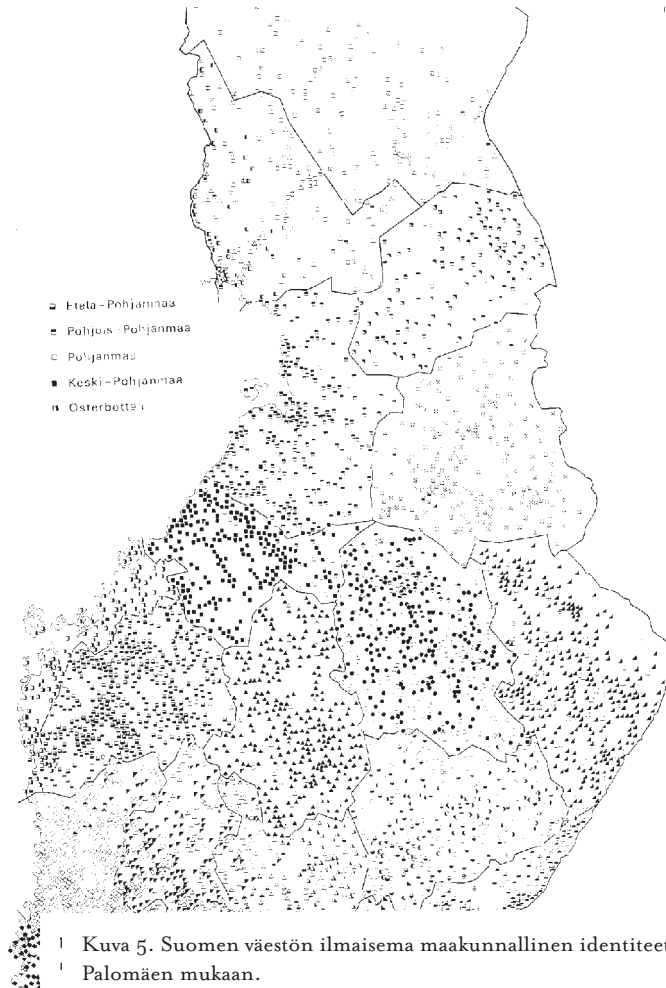 Etela-Pohjanmaa
Pohjois-Pohjanmaa
Pohjanmaa
Keski-Pohjanmaa
Osterbotten
Kuva 5. Suomen väestön ilmaisema maakunnallinen identiteet
Palomäen mukaan.